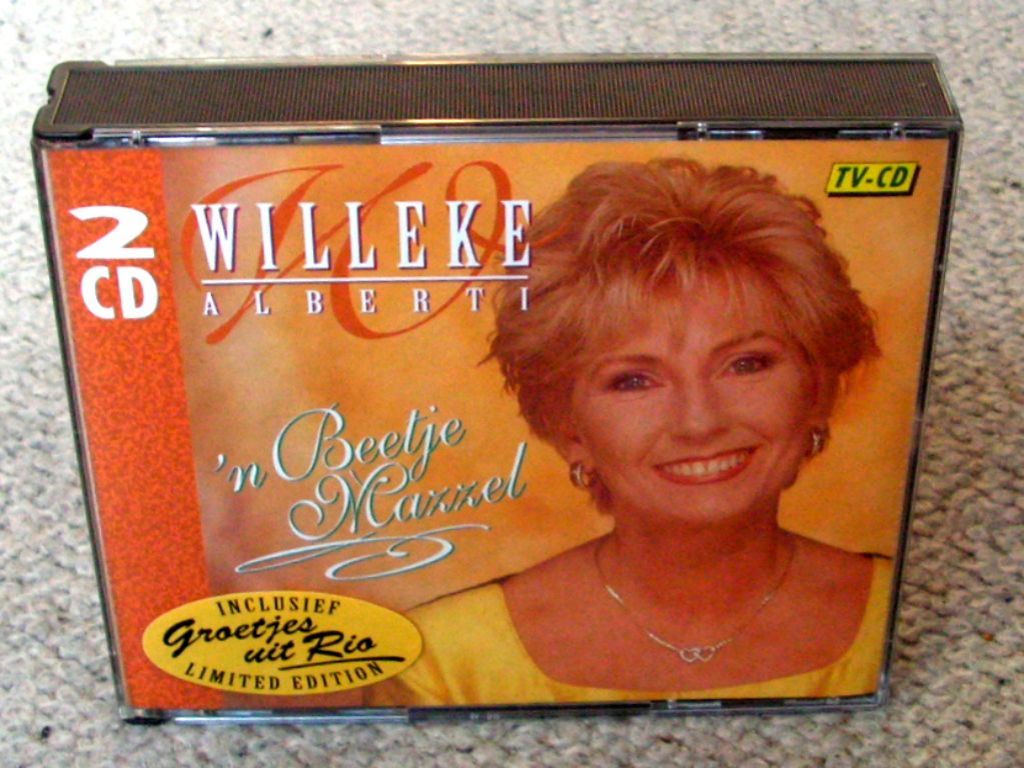 2
CD
WILLEKE
ALBERTI
TV-CD
'n Beetje
Mazzel
INCLUSIEF
Groetjes
uit Rio
LIMITED EDITION